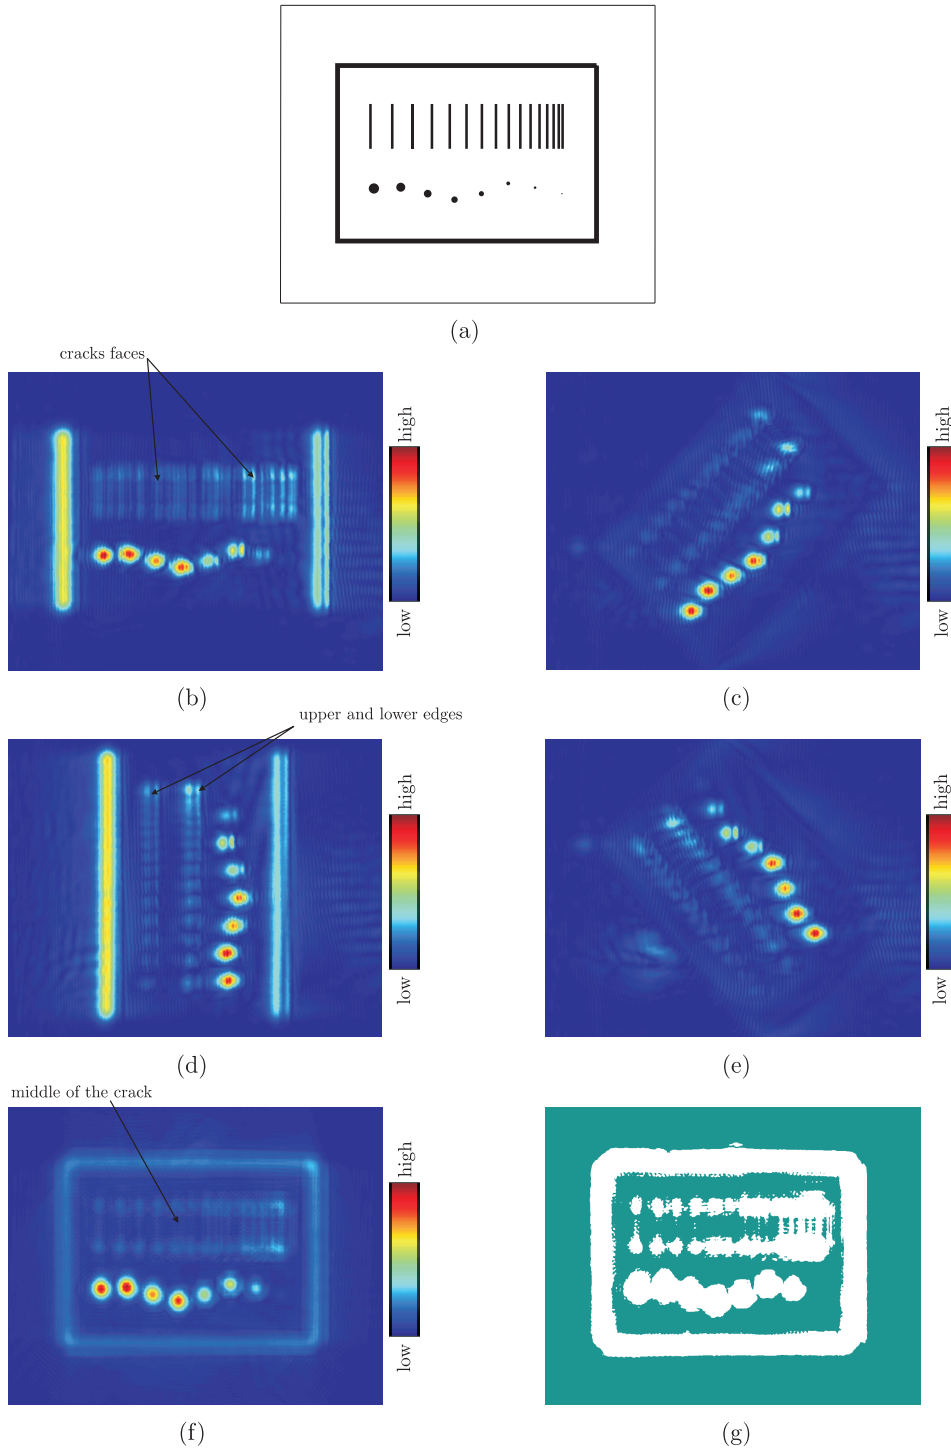 (a)
cracks faces
high
low
high
low
(b)
(c)
upper and lower edges
high
low
high
low
(d)
(e)
middle of the crack
high
low
(f)
(g)